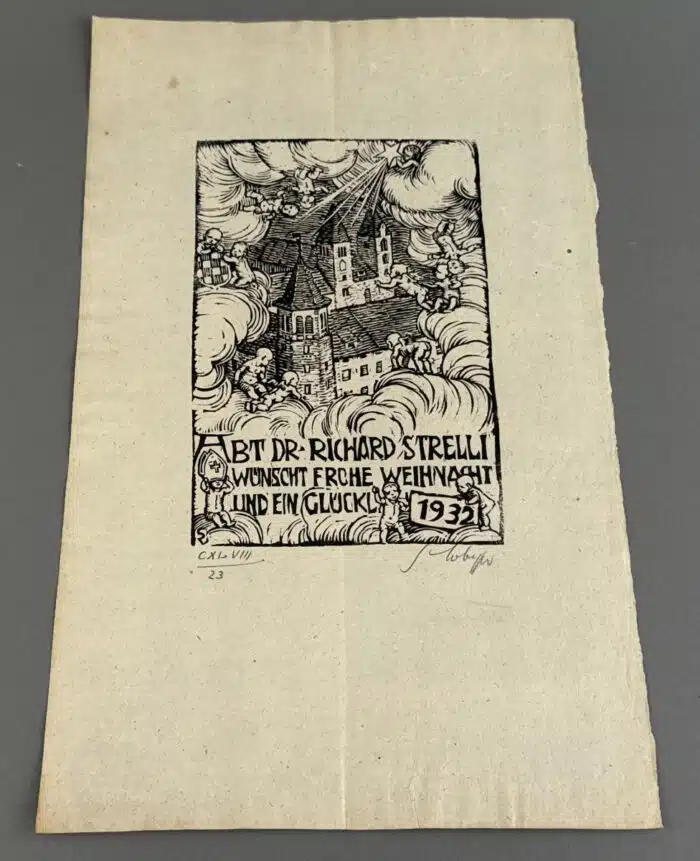 ABT DR· RICHARD STRELLI
WÜNSCHT FROHE WEIHNACHT
UND EIN GLÜCKL
1932
CXLVIII
23